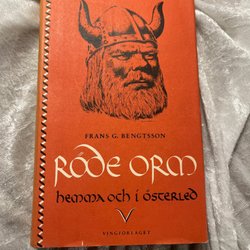 FRANS G. BENGTSSON
RÖDE ORM
hemma och i österled
VINGFÖRLAGET